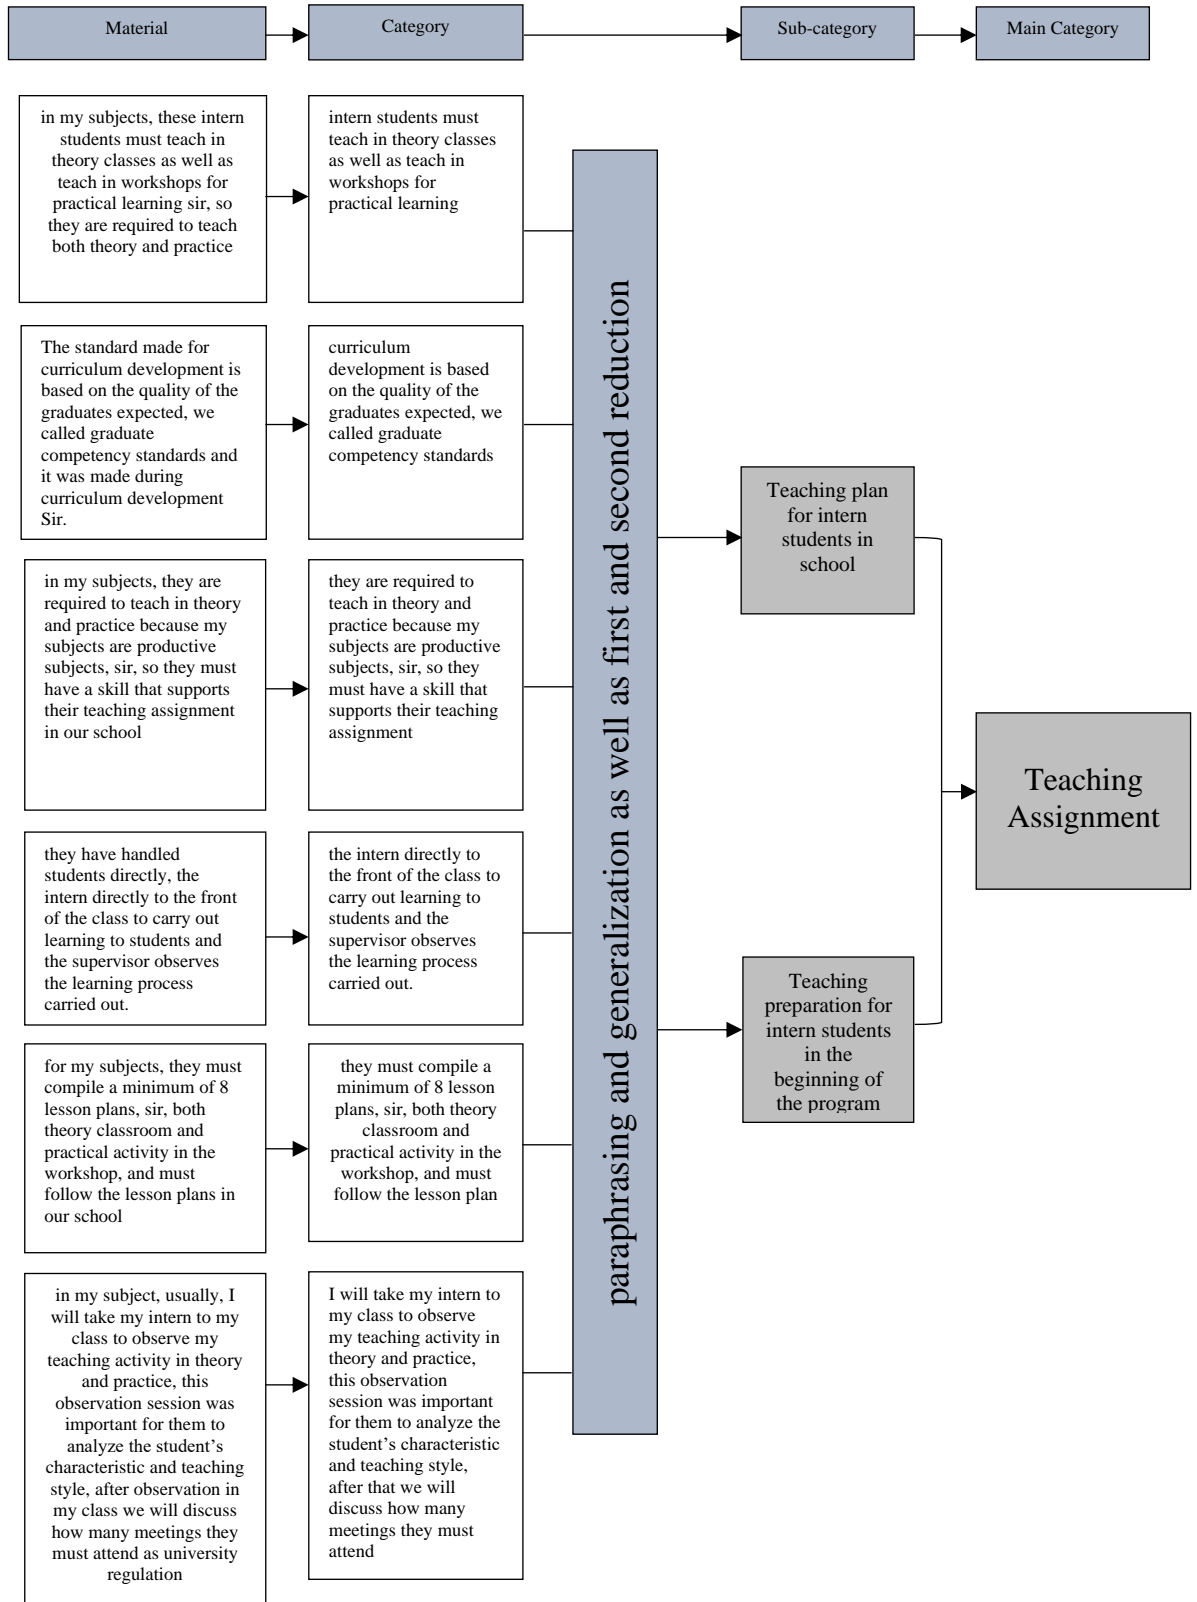 Material
Category
Sub-category
Main Category
in my subjects, these intern
students must teach in
theory classes as well as
teach in workshops for
practical learning sir, so
they are required to teach
both theory and practice
intern students must
teach in theory classes
as well as teach in
workshops for
practical learning
The standard made for
curriculum development is
based on the quality of the
graduates expected, we
called graduate
competency standards and
it was made during
curriculum development
Sir.
curriculum
development is based
on the quality of the
graduates expected, we
called graduate
competency standards
in my subjects, they are
required to teach in theory
and practice because my
subjects are productive
subjects, sir, so they must
have a skill that supports
their teaching assignment
in our school
they are required to
teach in theory and
practice because my
subjects are productive
subjects, sir, so they
must have a skill that
supports their teaching
assignment
they have handled
students directly, the
intern directly to the front
of the class to carry out
learning to students and
the supervisor observes
the learning process
carried out.
the intern directly to
the front of the class to
carry out learning to
students and the
supervisor observes
the learning process
carried out.
for my subjects, they must
compile a minimum of 8
lesson plans, sir, both
theory classroom and
practical activity in the
workshop, and must
follow the lesson plans in
our school
they must compile a
minimum of 8 lesson
plans, sir, both theory
classroom and
practical activity in the
workshop, and must
follow the lesson plan
in my subject, usually, I
will take my intern to my
class to observe my
teaching activity in theory
and practice, this
observation session was
important for them to
analyze the student’s
characteristic and teaching
style, after observation in
my class we will discuss
how many meetings they
must attend as university
regulation
I will take my intern to
my class to observe
my teaching activity in
theory and practice,
this observation
session was important
for them to analyze the
student’s characteristic
and teaching style,
after that we will
discuss how many
meetings they must
attend
paraphrasing and generalization as well as first and second reduction
Teaching plan
for intern
students in
school
Teaching
preparation for
intern students
in the
beginning of
the program
Teaching
Assignment